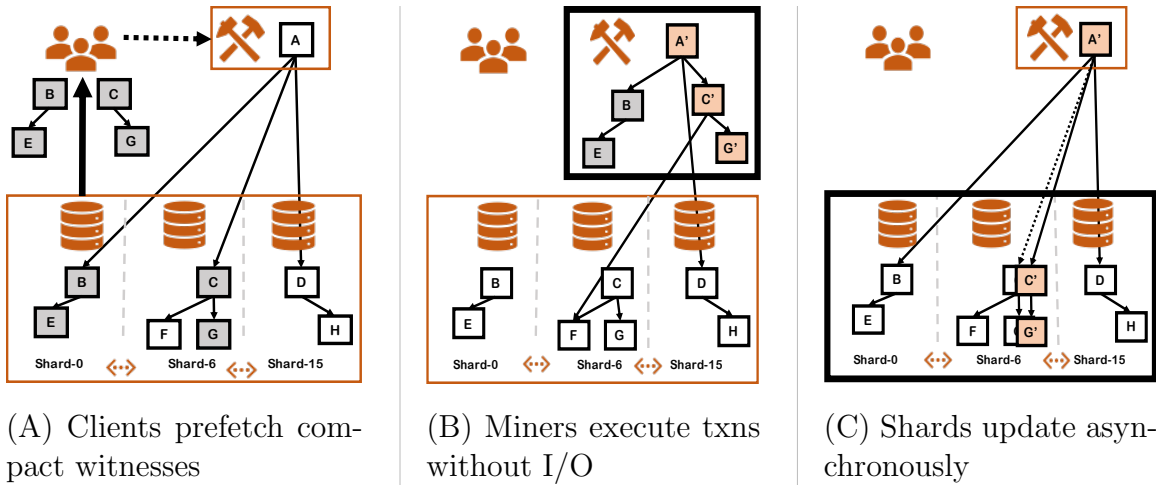 A
B
C
E
G
B
C
D
E
F
G
H
Shard-0
Shard-6
Shard-15
(A) Clients prefetch com-
pact witnesses
A'
B
C'
E
G'
B
C
D
E
F
G
H
Shard-0
Shard-6
Shard-15
(B) Miners execute txns
without I/O
A'
B
C'
D
E
F
G'
H
Shard-0
Shard-6
Shard-15
(C) Shards update asyn-
chronously